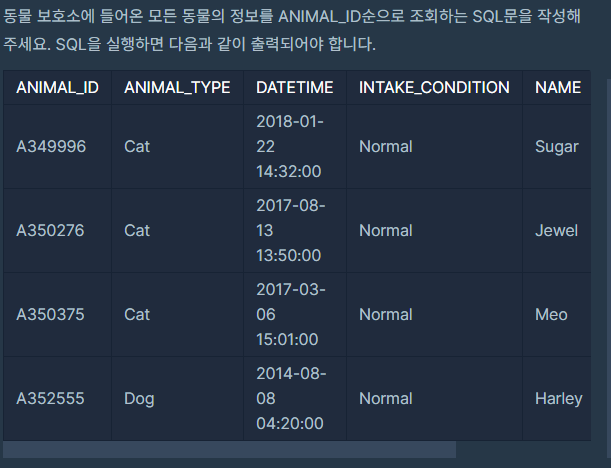 동물 보호소에 들어온 모든 동물의 정보를 ANIMAL_ID순으로 조회하는 SQL문을 작성해
주세요. SQL을 실행하면 다음과 같이 출력되어야 합니다.
ANIMAL_ID ANIMAL_TYPE DATETIME INTAKE_CONDITION NAME
A349996 Cat 2018-01-
22
14:32:00 Normal Sugar
A350276 Cat 2017-08-
13
13:50:00 Normal Jewel
A350375 Cat 2017-03-
06
15:01:00 Normal Meo
A352555 Dog 2014-08-
08
04:20:00 Normal Harley